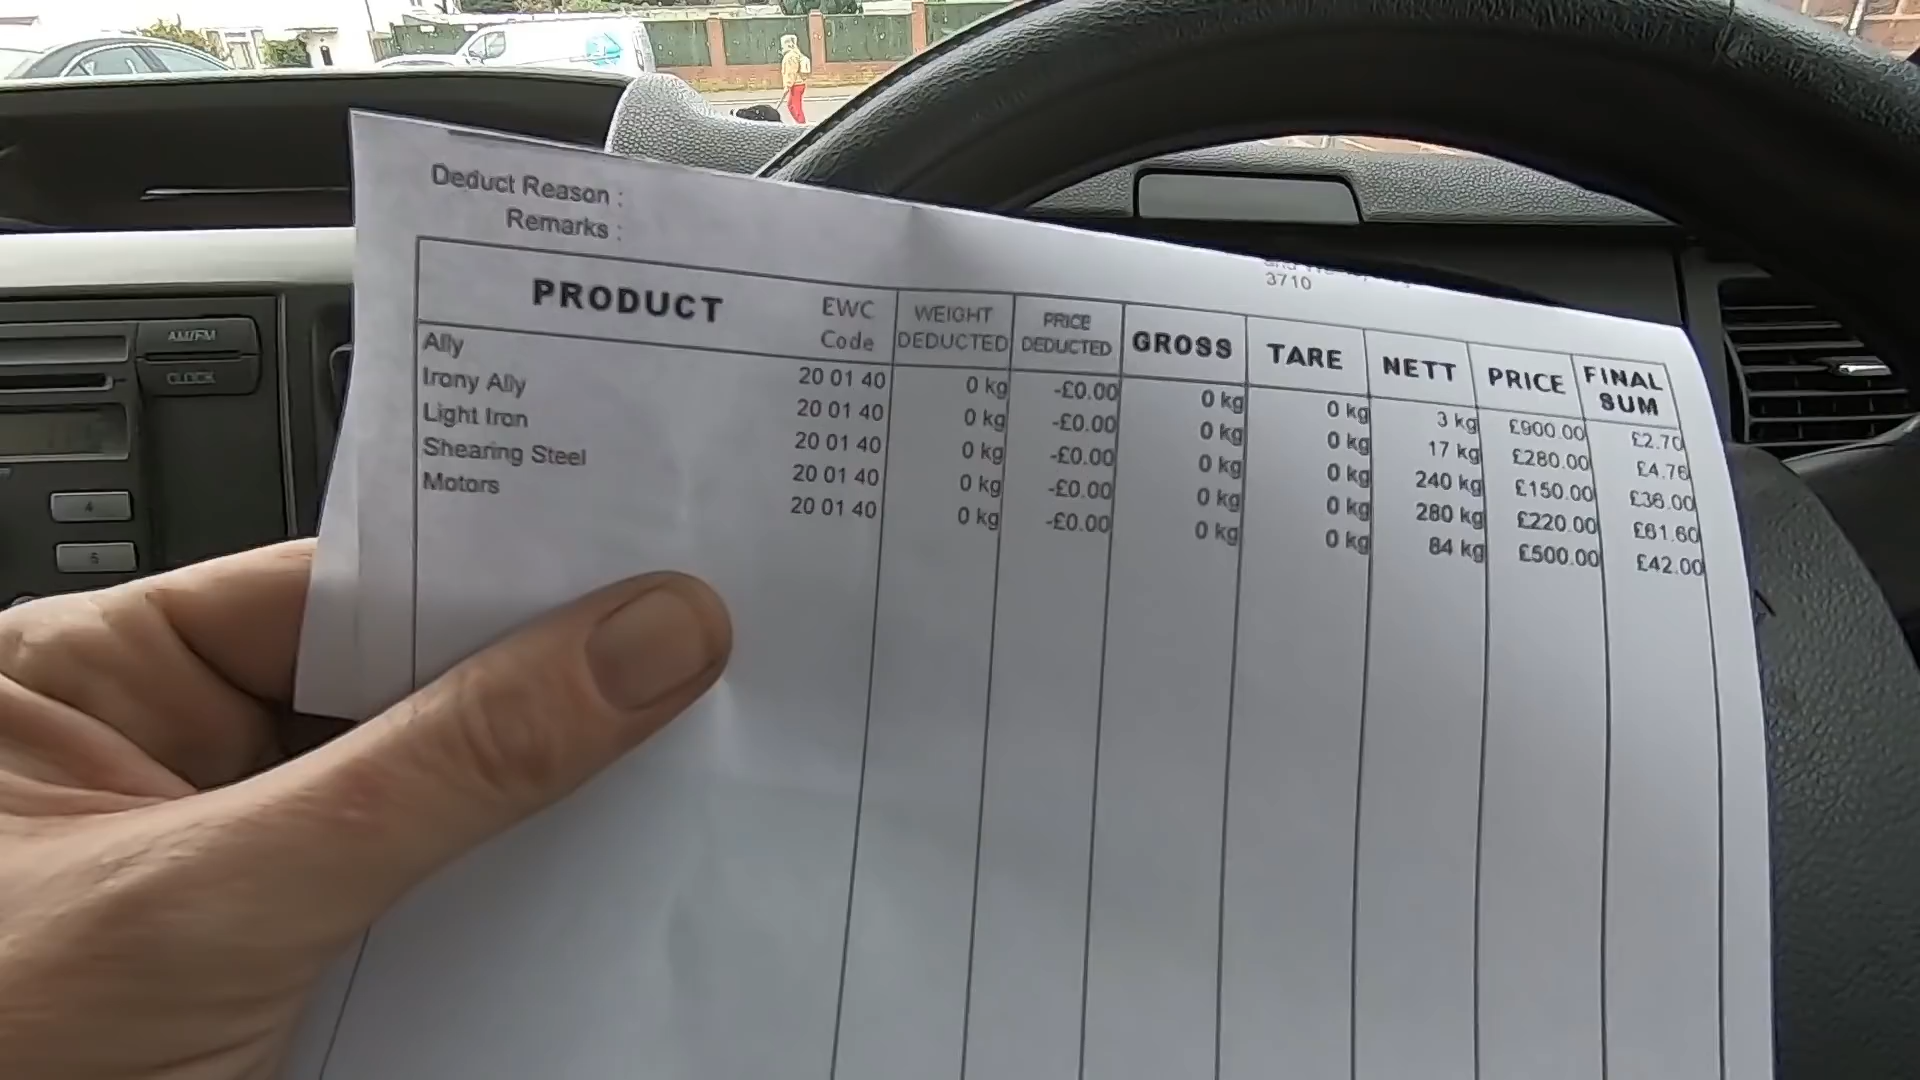 Deduct Reason :
Remarks :
3710
PRODUCT EWC Code WEIGHT DEDUCTED PRICE DEDUCTED GROSS TARE NETT PRICE FINAL SUM
Ally 20 01 40 0 kg -£0.00 0 kg 0 kg 3 kg £900.00 £2.70
Irony Ally 20 01 40 0 kg -£0.00 0 kg 0 kg 17 kg £280.00 £4.76
Light Iron 20 01 40 0 kg -£0.00 0 kg 0 kg 240 kg £150.00 £36.00
Shearing Steel 20 01 40 0 kg -£0.00 0 kg 0 kg 280 kg £220.00 £61.60
Motors 20 01 40 0 kg -£0.00 0 kg 0 kg 84 kg £500.00 £42.00
AM/FM
CLOCK
4
5